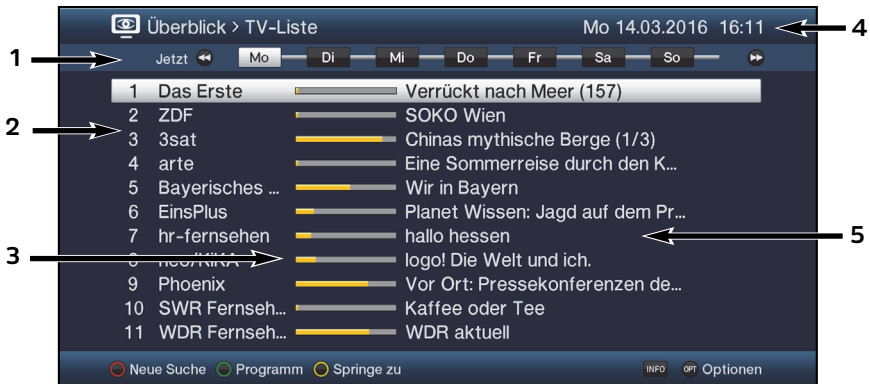 Überblick > TV-Liste Mo 14.03.2016 16:11 4
1 Jetzt Mo Di Mi Do Fr Sa So
1 Das Erste Verrückt nach Meer (157)
2 ZDF SOKO Wien
2 3 3sat Chinas mythische Berge (1/3)
4 arte Eine Sommerreise durch den K...
5 Bayerisches ... Wir in Bayern
6 EinsPlus Planet Wissen: Jagd auf dem Pr...
7 hr-fernsehen hallo hessen 5
3 8 logo! Die Welt und ich.
9 Phoenix Vor Ort: Pressekonferenzen de...
10 SWR Fernseh... Kaffee oder Tee
11 WDR Fernseh... WDR aktuell
Neue Suche Programm Springe zu INFO OPT Optionen